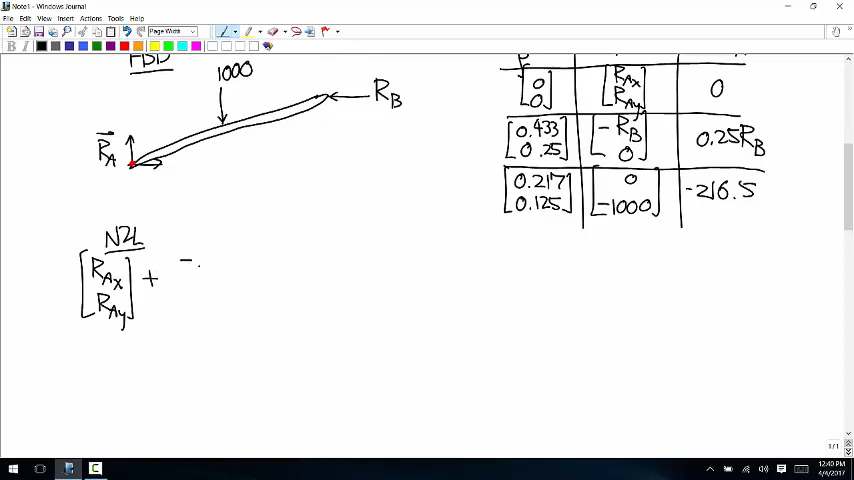 Note1 - Windows Journal
File Edit View Insert Actions Tools Help
Page Width
B I
FBD
1000
R_B
R_A
0
0
R_Ax
R_Ay
0
0.433
0.25
- R_B
0
0.25R_B
0.217
0.125
0
-1000
-216.5
N2L
R_Ax
R_Ay
+
-
1/1
12:40 PM
4/4/2017